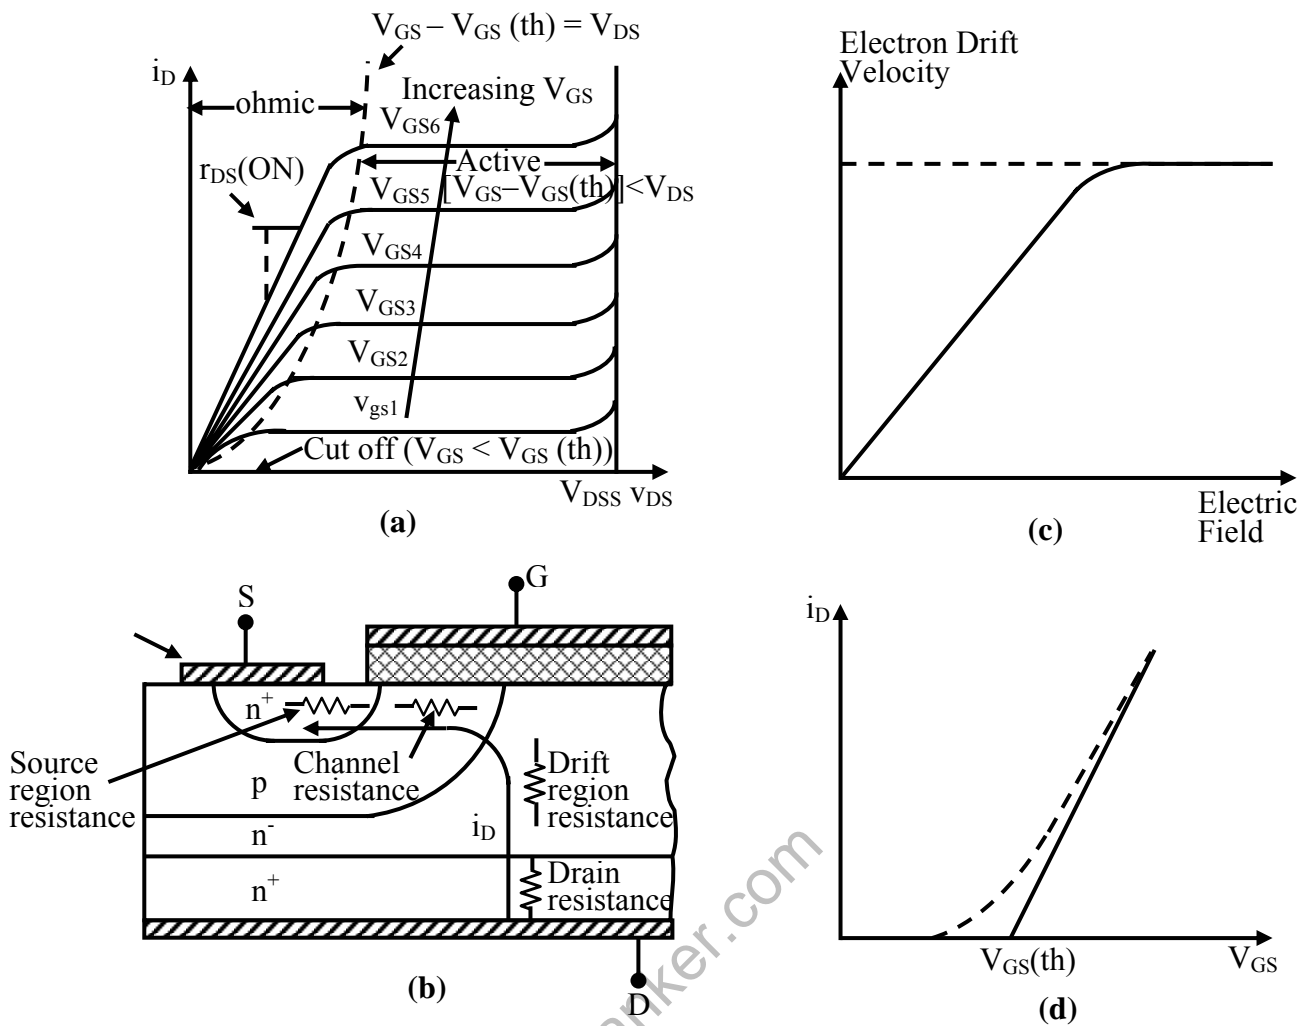 V_GS – V_GS (th) = V_DS
i_D
ohmic
Increasing V_GS
V_GS6
r_DS(ON)
Active
[V_GS–V_GS(th)]<V_DS
V_GS5
V_GS4
V_GS3
V_GS2
v_gs1
Cut off (V_GS < V_GS (th))
V_DSS v_DS
(a)
Electron Drift
Velocity
Electric
Field
(c)
S
G
n+
Source
region
resistance
Channel
resistance
Drift
region
resistance
p
n-
i_D
n+
Drain
resistance
D
(b)
i_D
V_GS(th)
V_GS
(d)
nker.com